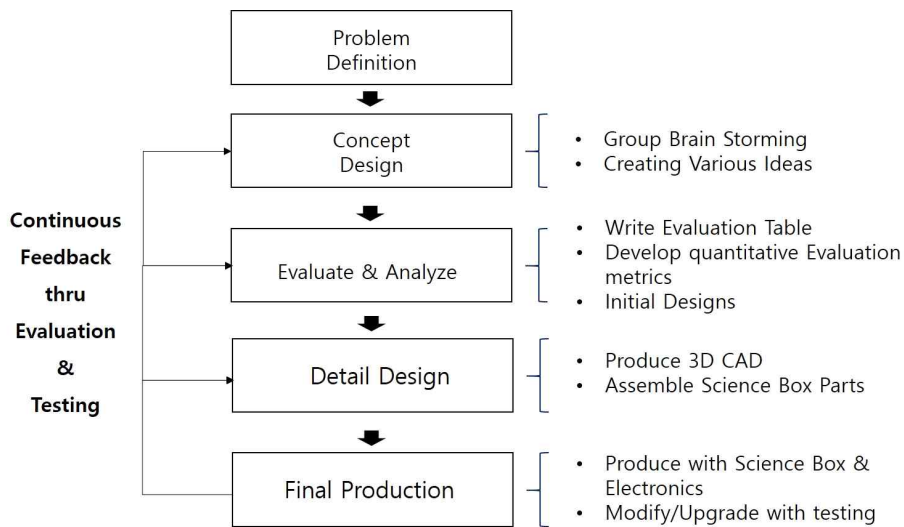 Problem
Definition
Concept
Design
• Group Brain Storming
• Creating Various Ideas
Continuous
Feedback
thru
Evaluation
&
Testing
Evaluate & Analyze
• Write Evaluation Table
• Develop quantitative Evaluation
metrics
• Initial Designs
Detail Design
• Produce 3D CAD
• Assemble Science Box Parts
Final Production
• Produce with Science Box &
Electronics
• Modify/Upgrade with testing